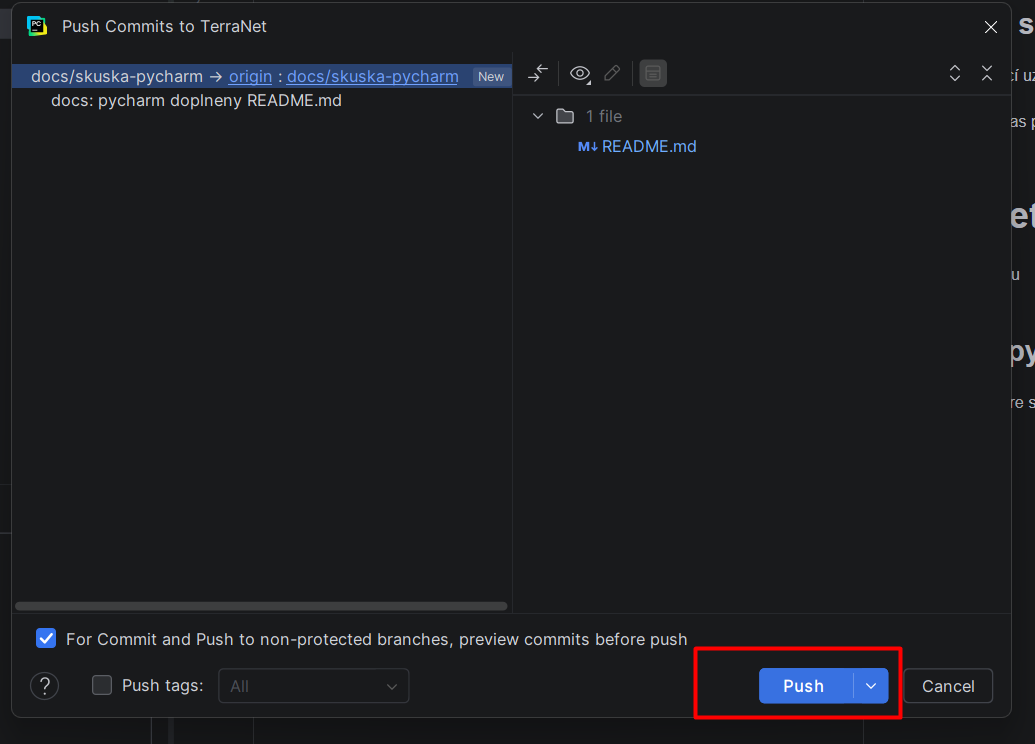 Push Commits to TerraNet
docs/skuska-pycharm → origin : docs/skuska-pycharm New
docs: pycharm doplneny README.md
1 file
M↓ README.md
For Commit and Push to non-protected branches, preview commits before push
? Push tags: All
Push
Cancel